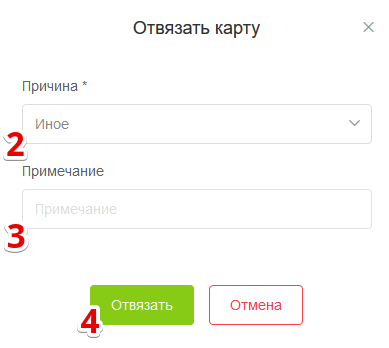 Отвязать карту
Причина *
Иное
2
Примечание
Примечание
3
4
Отвязать
Отмена